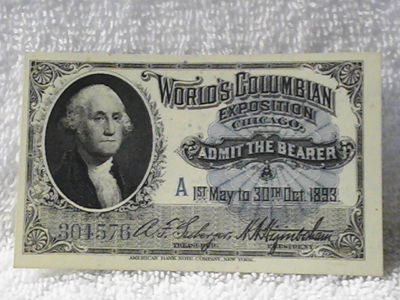 WORLD'S COLUMBIAN
EXPOSITION
CHICAGO.
ADMIT THE BEARER
A 1ST MAY TO 30TH OCT. 1893.
304576
TREASURER. PRESIDENT.
AMERICAN BANK NOTE COMPANY, NEW YORK.